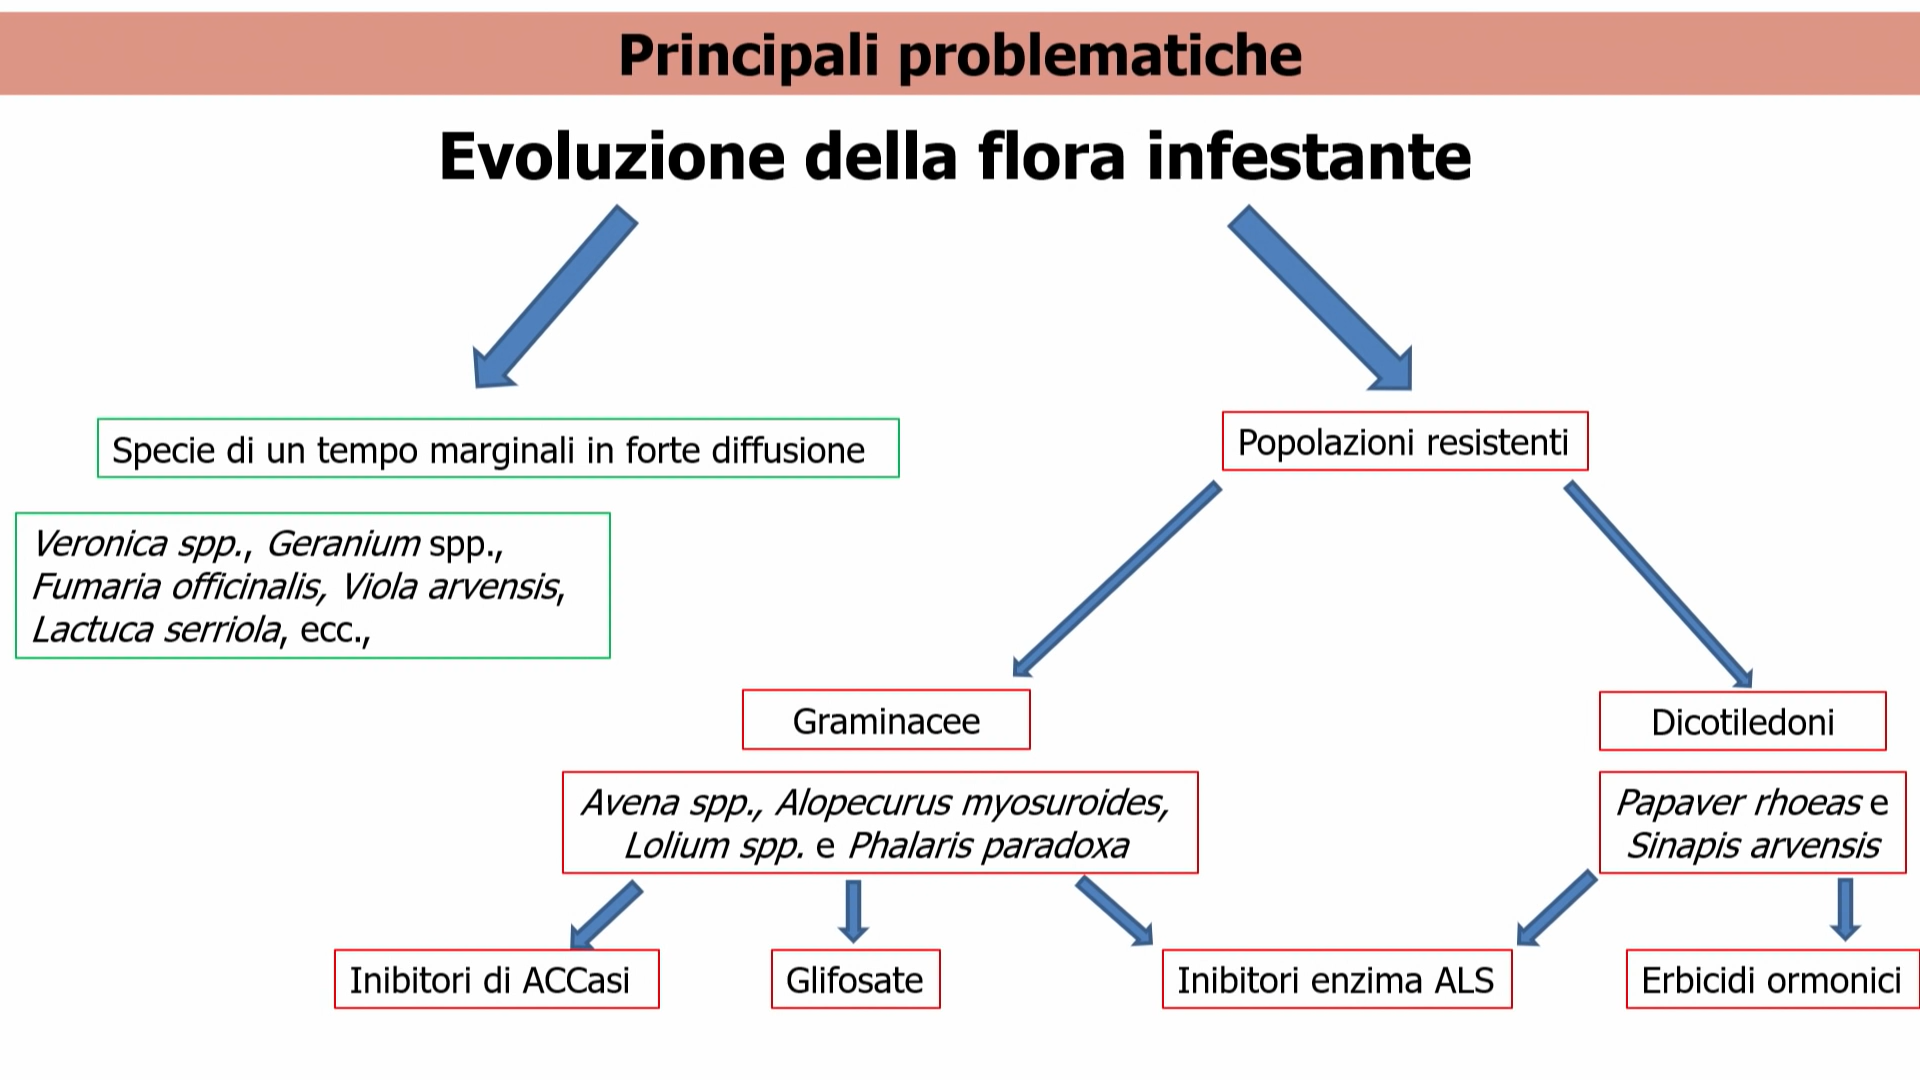 Principali problematiche
Evoluzione della flora infestante
Specie di un tempo marginali in forte diffusione
Popolazioni resistenti
Veronica spp., Geranium spp.,
Fumaria officinalis, Viola arvensis,
Lactuca serriola, ecc.,
Graminacee
Dicotiledoni
Avena spp., Alopecurus myosuroides,
Lolium spp. e Phalaris paradoxa
Papaver rhoeas e
Sinapis arvensis
Inibitori di ACCasi
Glifosate
Inibitori enzima ALS
Erbicidi ormonici